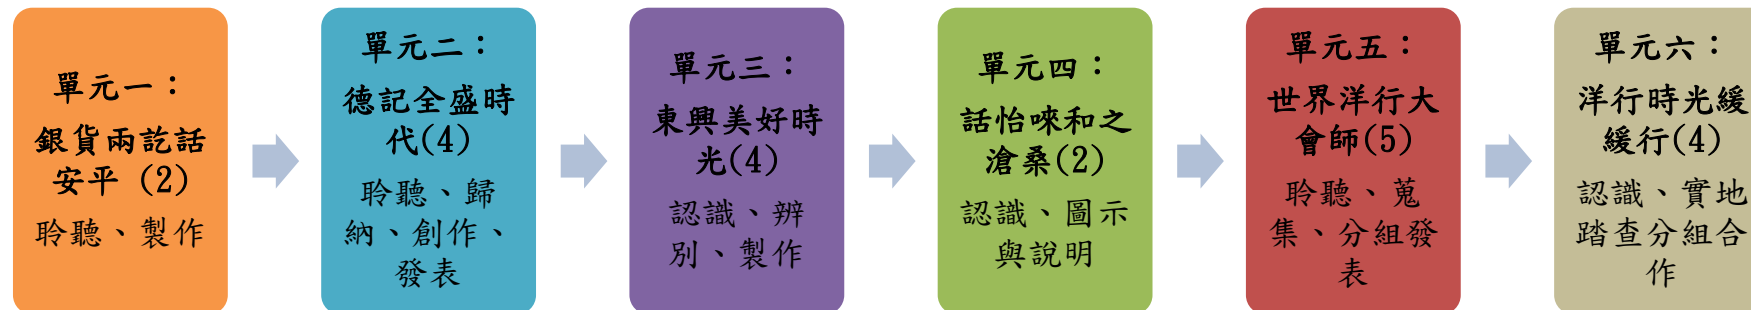 單元一：
銀貨兩訖話
安平 (2)
聆聽、製作
單元二：
德記全盛時
代(4)
聆聽、歸
納、創作、
發表
單元三：
東興美好時
光(4)
認識、辨
別、製作
單元四：
話怡唻和之
滄桑(2)
認識、圖示
與說明
單元五：
世界洋行大
會師(5)
聆聽、蒐
集、分組發
表
單元六：
洋行時光緩
緩行(4)
認識、實地
踏查分組合
作